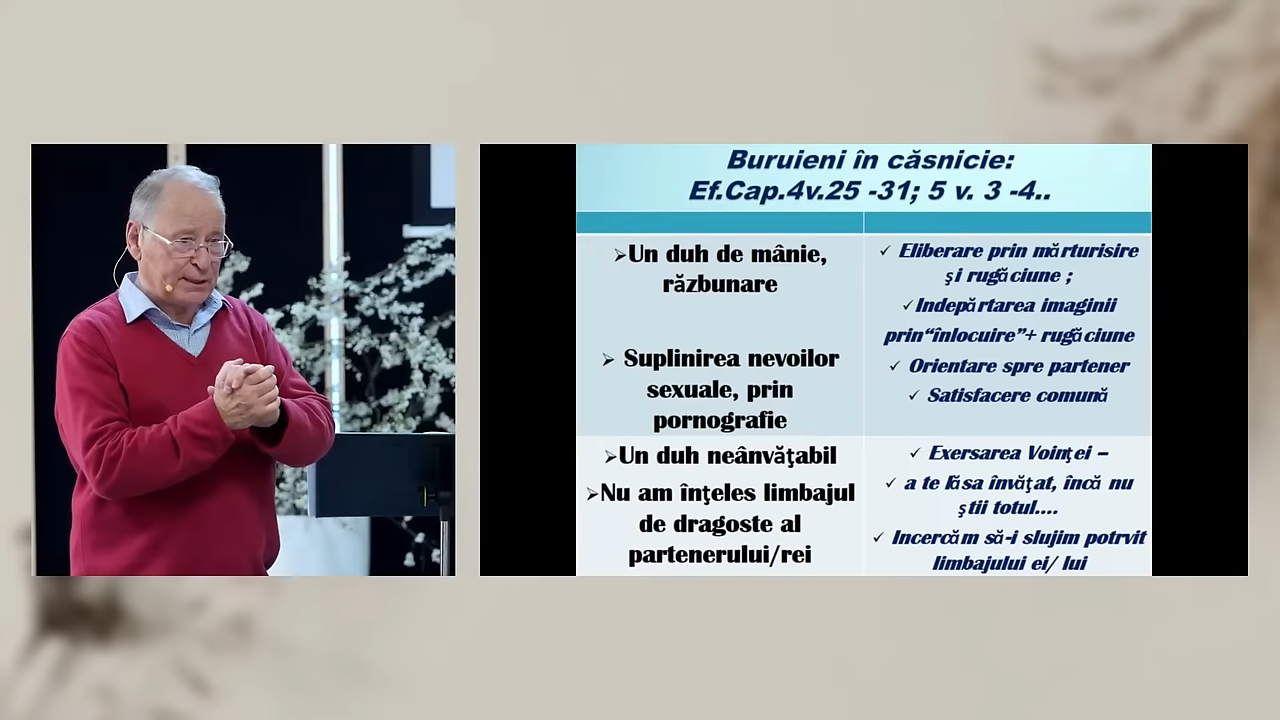 Buruieni în căsnicie:
Ef.Cap.4v.25 -31; 5 v. 3 -4..
➢Un duh de mânie,
răzbunare
➢ Suplinirea nevoilor
sexuale, prin
pornografie
✓ Eliberare prin mărturisire
şi rugăciune ;
✓Indepărtarea imaginii
prin“înlocuire”+ rugăciune
✓ Orientare spre partener
✓ Satisfacere comună
➢Un duh neânvăţabil
➢Nu am înţeles limbajul
de dragoste al
partenerului/rei
✓ Exersarea Voinţei –
✓ a te lăsa învăţat, încă nu
ştii totul....
✓ Incercăm să-i slujim potrvit
limbajului ei/ lui